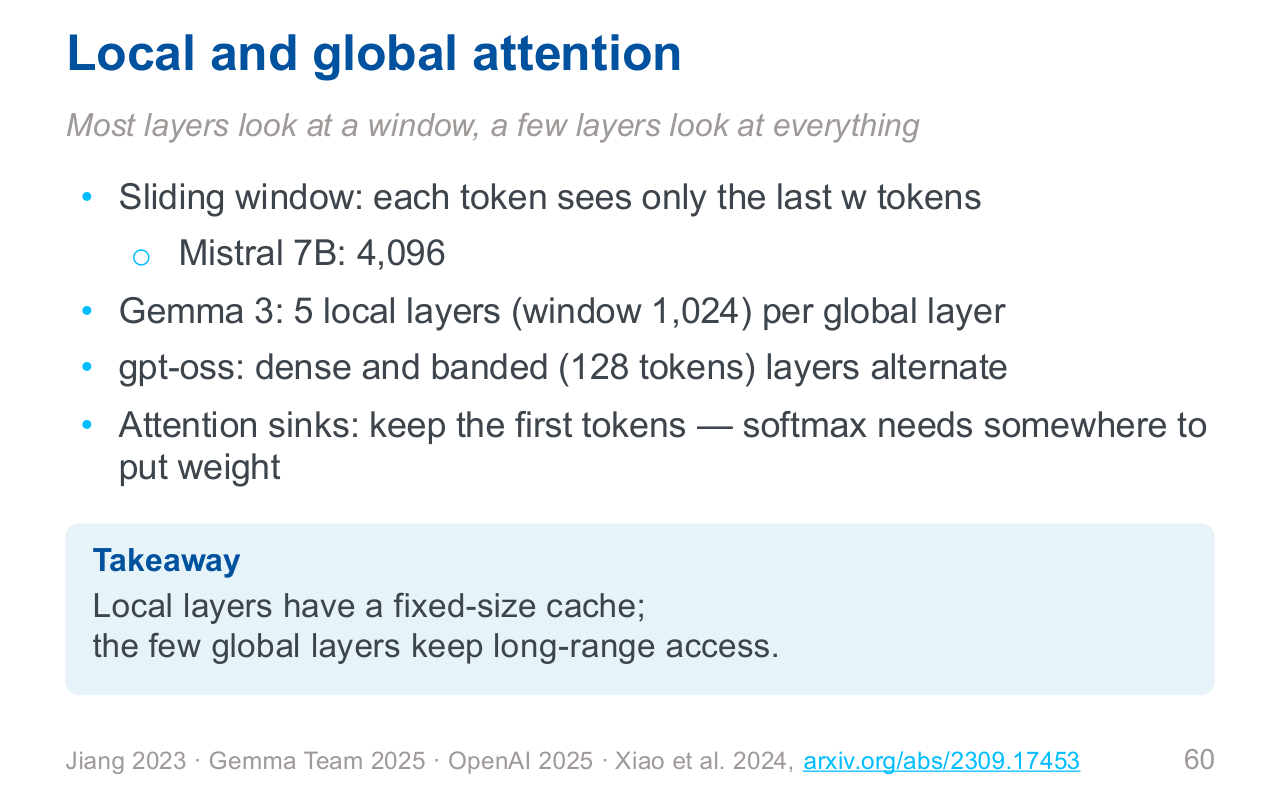 Local and global attention
Most layers look at a window, a few layers look at everything
• Sliding window: each token sees only the last w tokens
○ Mistral 7B: 4,096
• Gemma 3: 5 local layers (window 1,024) per global layer
• gpt-oss: dense and banded (128 tokens) layers alternate
• Attention sinks: keep the first tokens — softmax needs somewhere to
put weight
Takeaway
Local layers have a fixed-size cache;
the few global layers keep long-range access.
Jiang 2023 · Gemma Team 2025 · OpenAI 2025 · Xiao et al. 2024, arxiv.org/abs/2309.17453 60